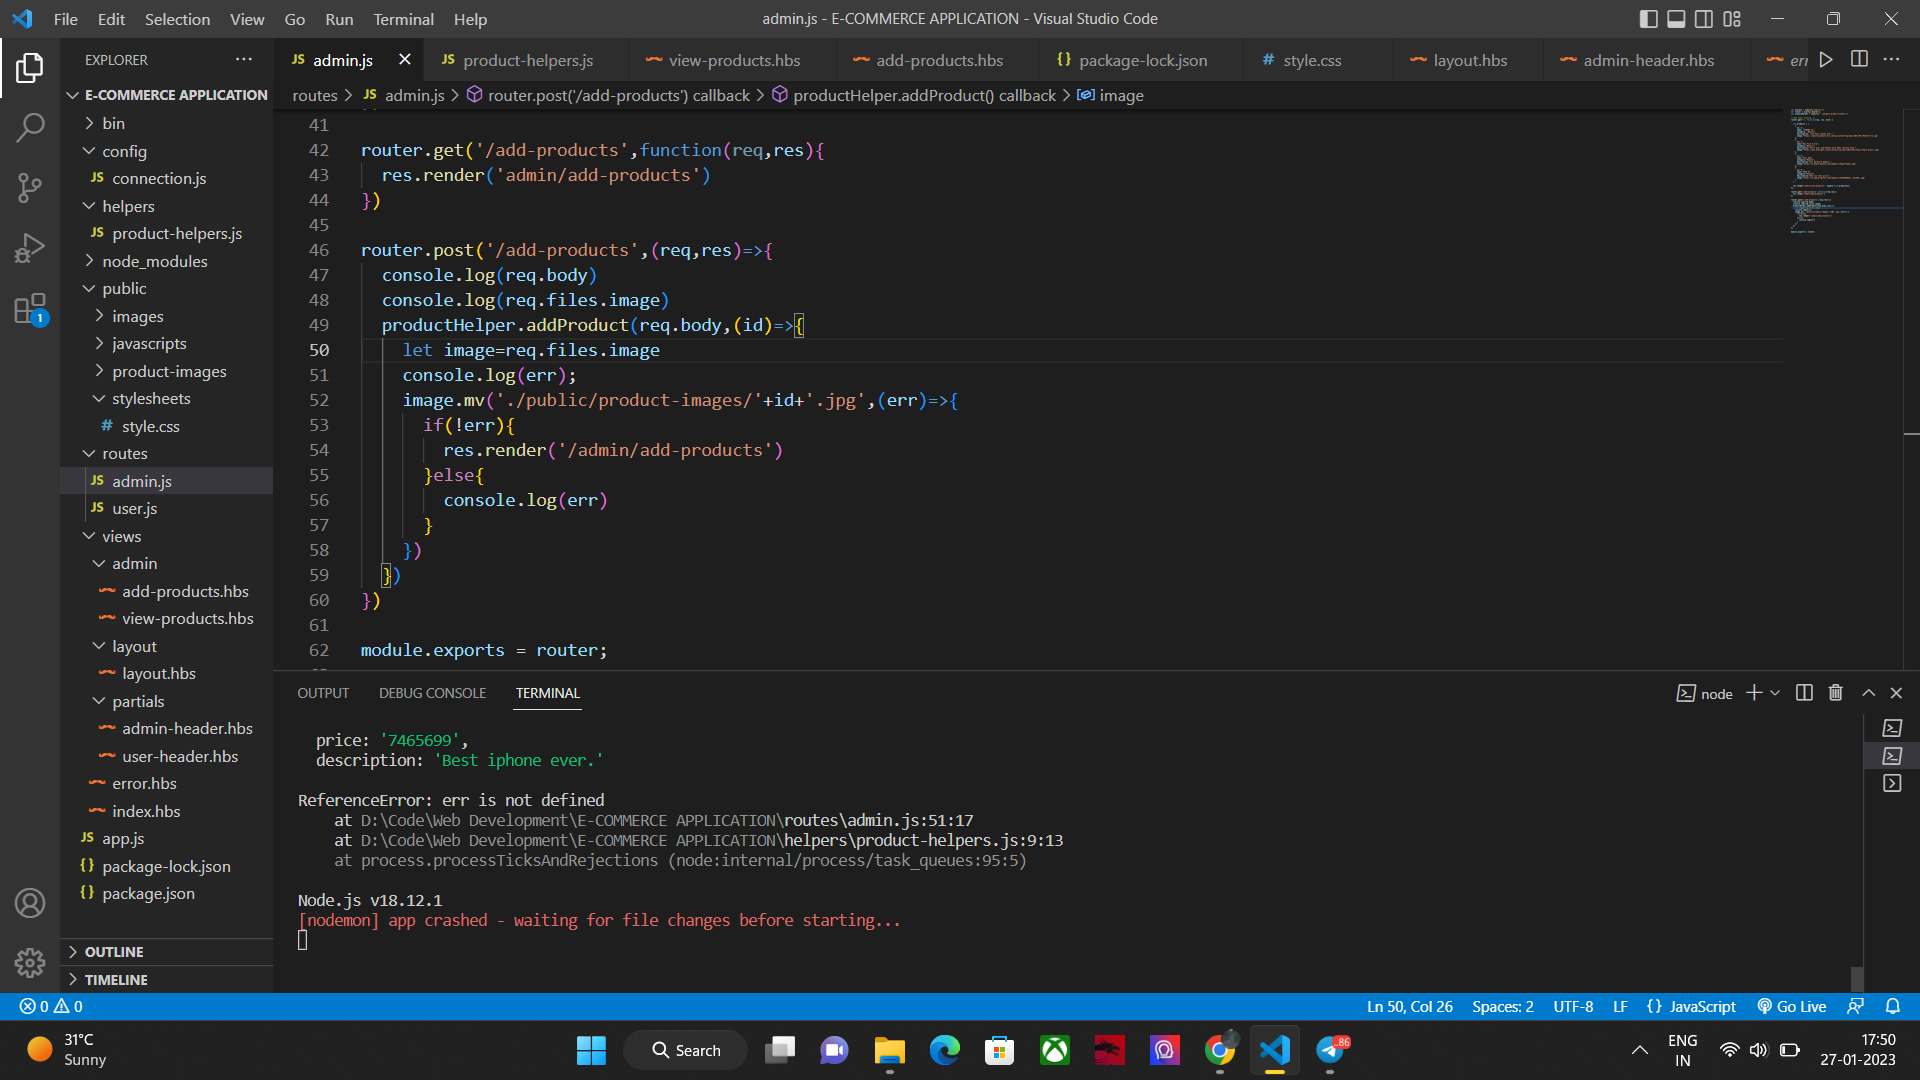 File Edit Selection View Go Run Terminal Help
admin.js - E-COMMERCE APPLICATION - Visual Studio Code
EXPLORER
E-COMMERCE APPLICATION
bin
config
JS connection.js
helpers
JS product-helpers.js
node_modules
public
images
javascripts
product-images
stylesheets
# style.css
routes
JS admin.js
JS user.js
views
admin
add-products.hbs
view-products.hbs
layout
layout.hbs
partials
admin-header.hbs
user-header.hbs
error.hbs
index.hbs
JS app.js
{} package-lock.json
{} package.json
OUTLINE
TIMELINE
1
JS admin.js
JS product-helpers.js
view-products.hbs
add-products.hbs
{} package-lock.json
# style.css
layout.hbs
admin-header.hbs
err
routes > JS admin.js > router.post('/add-products') callback > productHelper.addProduct() callback > image
41
42 router.get('/add-products',function(req,res){
43 res.render('admin/add-products')
44 })
45
46 router.post('/add-products',(req,res)=>{
47 console.log(req.body)
48 console.log(req.files.image)
49 productHelper.addProduct(req.body,(id)=>{
50 let image=req.files.image
51 console.log(err);
52 image.mv('./public/product-images/'+id+'.jpg',(err)=>{
53 if(!err){
54 res.render('/admin/add-products')
55 }else{
56 console.log(err)
57 }
58 })
59 })
60 })
61
62 module.exports = router;
OUTPUT DEBUG CONSOLE TERMINAL
node
price: '7465699',
description: 'Best iphone ever.'
ReferenceError: err is not defined
at D:\Code\Web Development\E-COMMERCE APPLICATION\routes\admin.js:51:17
at D:\Code\Web Development\E-COMMERCE APPLICATION\helpers\product-helpers.js:9:13
at process.processTicksAndRejections (node:internal/process/task_queues:95:5)
Node.js v18.12.1
[nodemon] app crashed - waiting for file changes before starting...
0 0
Ln 50, Col 26 Spaces: 2 UTF-8 LF {} JavaScript Go Live
31°C
Sunny
Search
86
ENG
IN
17:50
27-01-2023